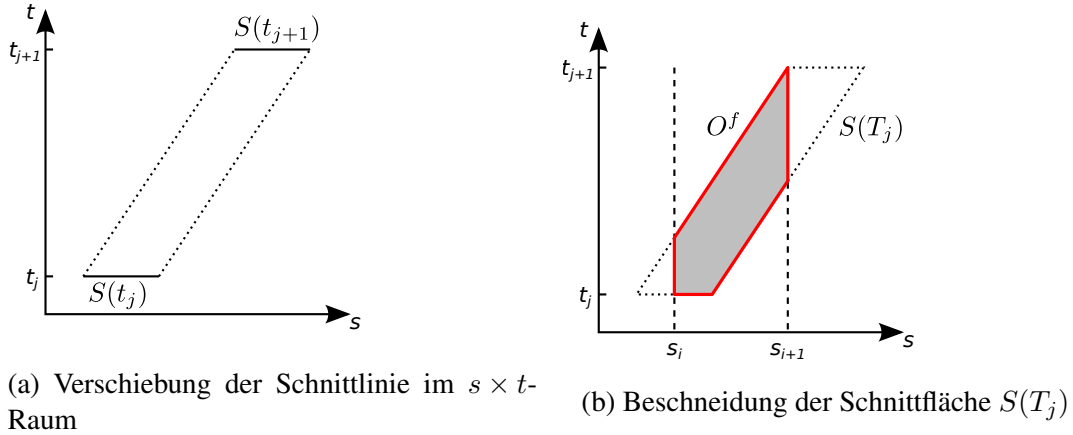 t
t_{j+1}
S(t_{j+1})
t_j
S(t_j)
s
(a) Verschiebung der Schnittlinie im s × t-
Raum
t
t_{j+1}
O^f
S(T_j)
t_j
s_i
s_{i+1}
s
(b) Beschneidung der Schnittfläche S(T_j)